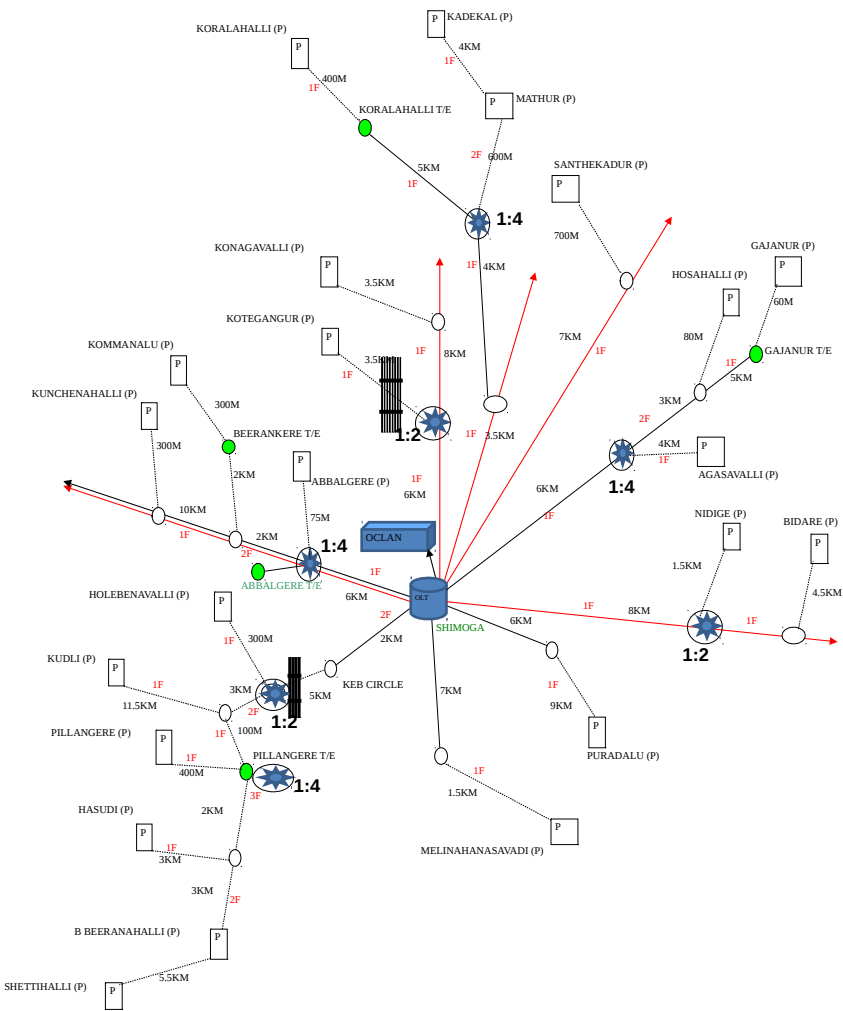 KADEKAL (P)
P
KORALAHALLI (P)
P
4KM
1F
400M
1F
P
MATHUR (P)
KORALAHALLI T/E
2F
600M
5KM
1F
SANTHEKADUR (P)
P
1:4
700M
KONAGAVALLI (P)
P
1F
4KM
GAJANUR (P)
P
HOSAHALLI (P)
P
3.5KM
60M
KOTEGANGUR (P)
P
80M
7KM
1F
KOMMANALU (P)
P
1F
8KM
GAJANUR T/E
3.5KM
1F
1F
5KM
KUNCHENAHALLI (P)
P
300M
3KM
2F
BEERANKERE T/E
1:2
1F
3.5KM
300M
4KM
1F
P
AGASAVALLI (P)
P
ABBALGERE (P)
2KM
1F
6KM
6KM
1:4
1F
10KM
1F
75M
NIDIGE (P)
P
BIDARE (P)
P
2KM
2F
1:4
OCLAN
1.5KM
ABBALGERE T/E
1F
6KM
OLT
SHIMOGA
4.5KM
HOLEBENAVALLI (P)
P
2F
2KM
1F
8KM
1F
6KM
1F
300M
1:2
KUDLI (P)
P
1F
11.5KM
3KM
2F
5KM
KEB CIRCLE
1:2
7KM
1F
9KM
PILLANGERE (P)
P
1F
100M
P
PURADALU (P)
1F
400M
PILLANGERE T/E
1:4
3F
1F
1.5KM
HASUDI (P)
P
2KM
1F
3KM
P
MELINAHANASAVADI (P)
3KM
2F
B BEERANAHALLI (P)
P
5.5KM
SHETTIHALLI (P)
P